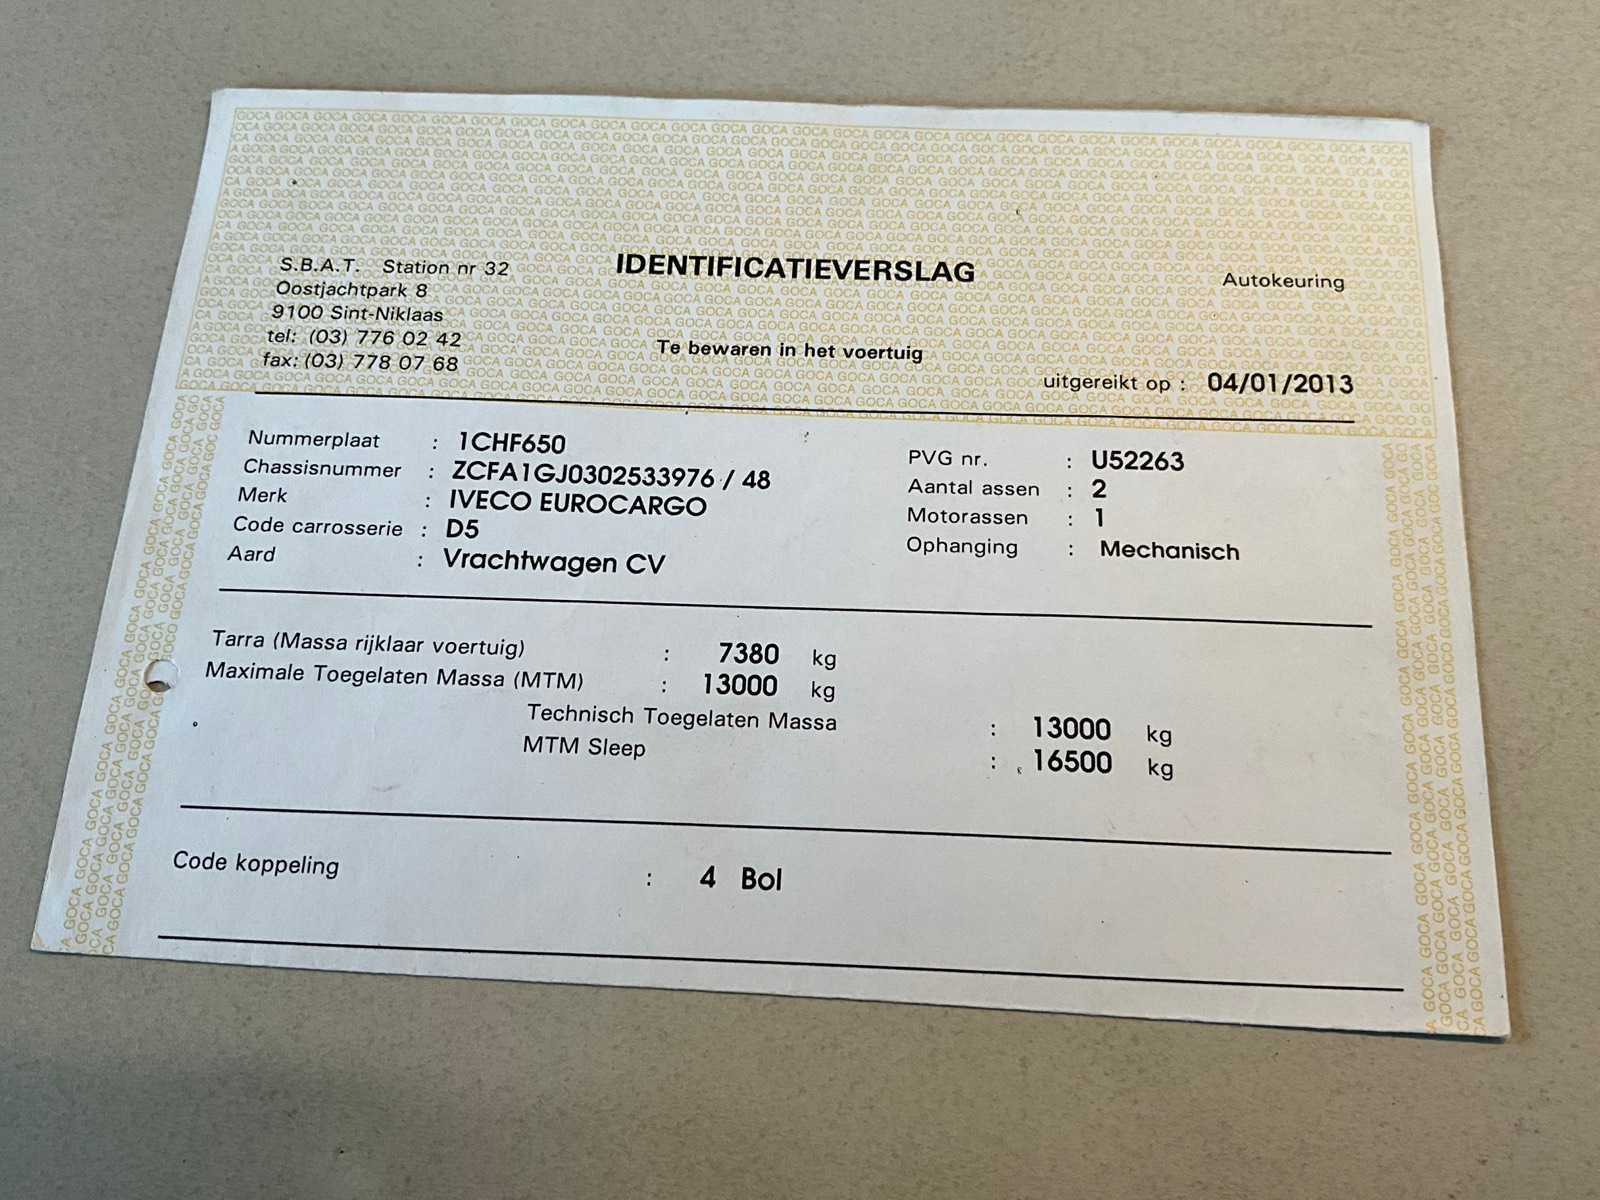 S.B.A.T. Station nr 32
Oostjachtpark 8
9100 Sint-Niklaas
tel: (03) 776 02 42
fax: (03) 778 07 68
IDENTIFICATIEVERSLAG
Te bewaren in het voertuig
Autokeuring
uitgereikt op : 04/01/2013
Nummerplaat : 1CHF650
Chassisnummer : ZCFA1GJ0302533976 / 48
Merk : IVECO EUROCARGO
Code carrosserie : D5
Aard : Vrachtwagen CV
PVG nr. : U52263
Aantal assen : 2
Motorassen : 1
Ophanging : Mechanisch
Tarra (Massa rijklaar voertuig) : 7380 kg
Maximale Toegelaten Massa (MTM) : 13000 kg
Technisch Toegelaten Massa : 13000 kg
MTM Sleep : 16500 kg
Code koppeling : 4 Bol